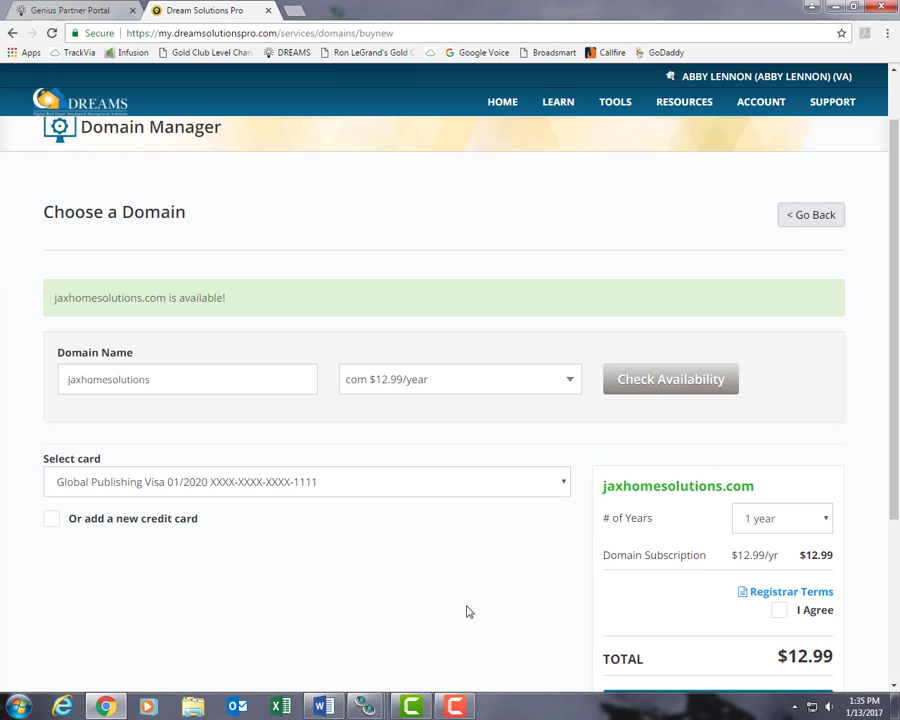 Genius Partner Portal
Dream Solutions Pro
Secure https://my.dreamsolutionspro.com/services/domains/buynew
Apps TrackVia Infusion Gold Club Level Chan DREAMS Ron LeGrand's Gold C Google Voice Broadsmart Callfire GoDaddy
ABBY LENNON (ABBY LENNON) (VA)
DREAMS
HOME LEARN TOOLS RESOURCES ACCOUNT SUPPORT
Domain Manager
Choose a Domain
< Go Back
jaxhomesolutions.com is available!
Domain Name
jaxhomesolutions
com $12.99/year
Check Availability
Select card
Global Publishing Visa 01/2020 XXXX-XXXX-XXXX-1111
Or add a new credit card
jaxhomesolutions.com
# of Years
1 year
Domain Subscription $12.99/yr $12.99
Registrar Terms
I Agree
TOTAL $12.99
1:35 PM
1/13/2017